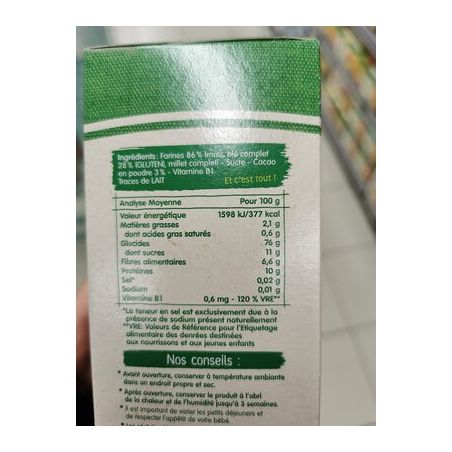 Ingrédients : Farines 86 % (maïs, blé complet
28 % (GLUTEN), millet complet) - Sucre - Cacao
en poudre 3 % - Vitamine B1.
Traces de LAIT
Et c'est tout !
Analyse Moyenne Pour 100 g
Valeur énergétique 1598 kJ/377 kcal
Matières grasses 2,1 g
dont acides gras saturés 0,6 g
Glucides 76 g
dont sucres 11 g
Fibres alimentaires 6,6 g
Protéines 10 g
Sel* 0,02 g
Sodium 0,01 g
Vitamine B1 0,6 mg - 120 % VRE**
*La teneur en sel est exclusivement due à la
présence de sodium présent naturellement
**VRE: Valeurs de Référence pour l'Etiquetage
alimentaire des denrées destinées
aux nourrissons et aux jeunes enfants
Nos conseils :
* Avant ouverture, conserver à température ambiante
dans un endroit propre et sec.
* Après ouverture, conserver le produit à l'abri
de la chaleur et de l'humidité jusqu'à 3 semaines.
* Il est important de varier les petits déjeuners et
de respecter l'appétit de votre bébé